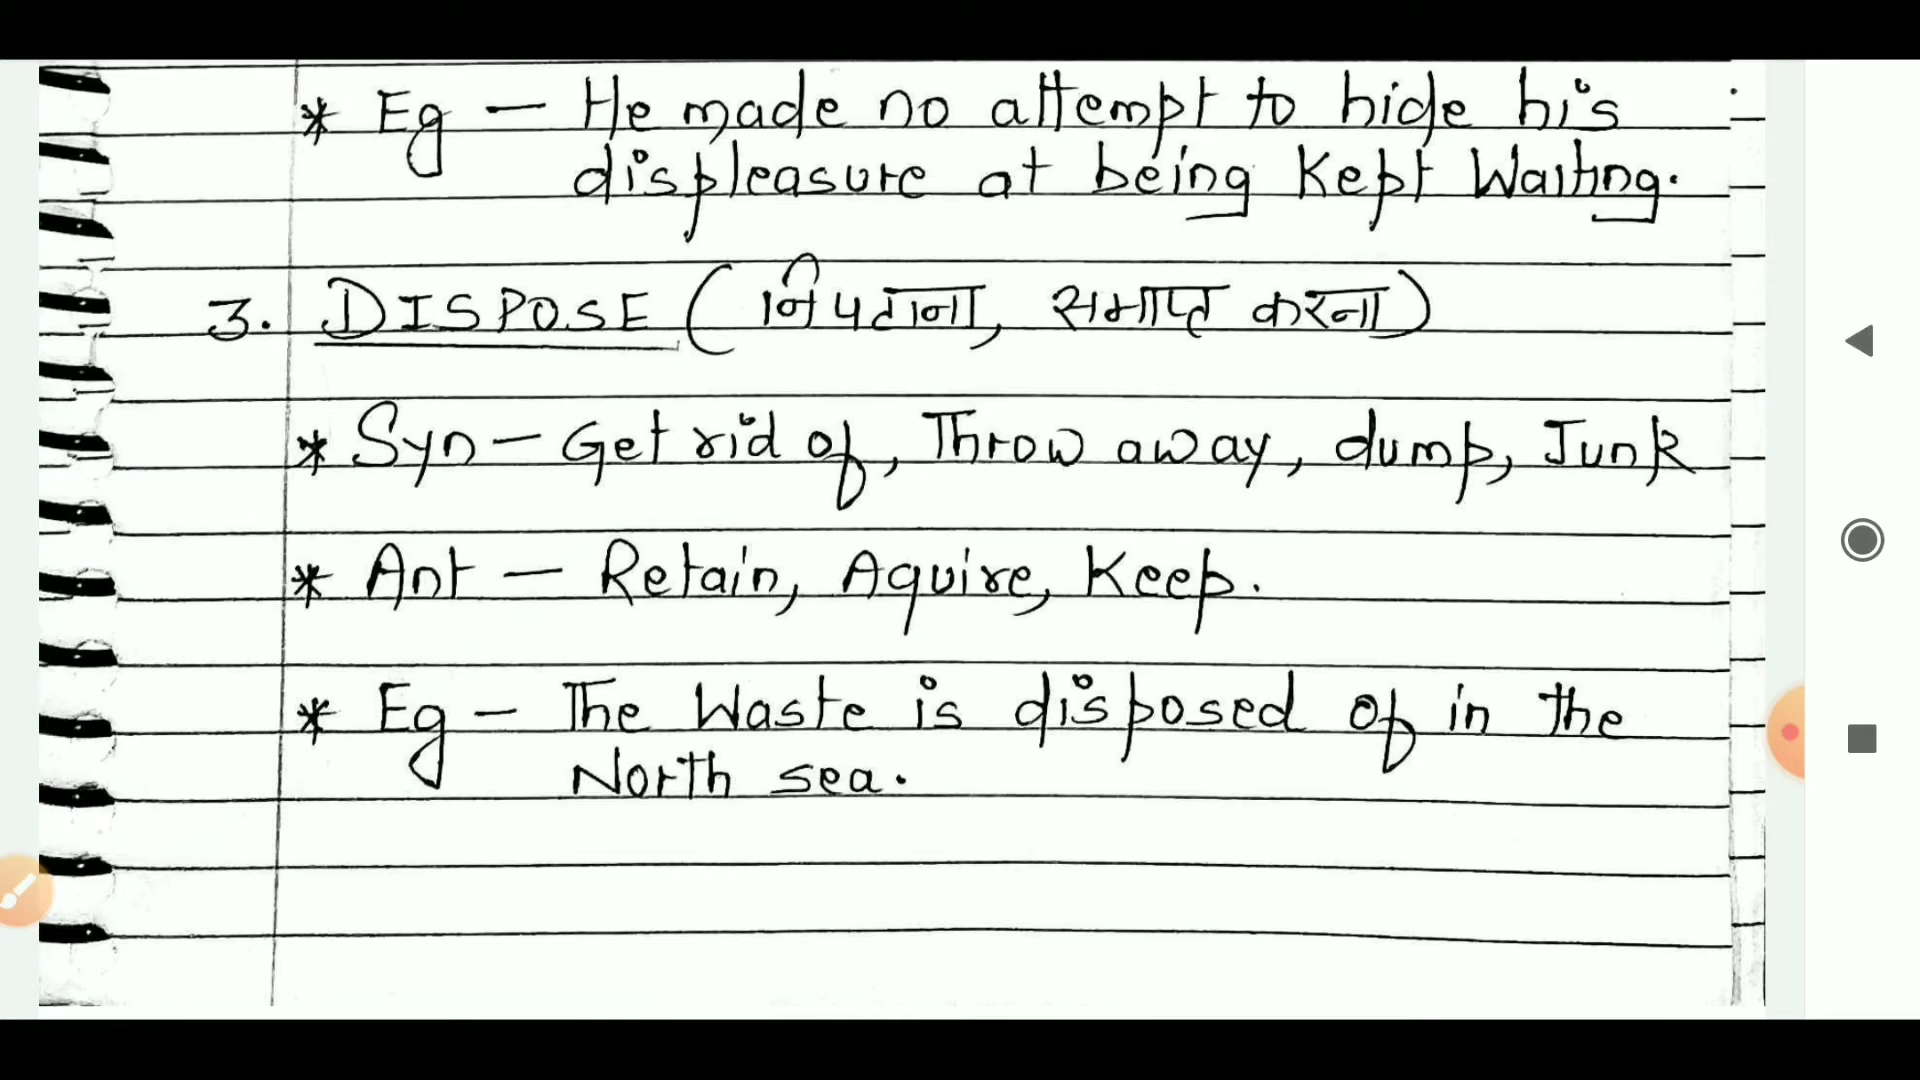 * Eg - He made no attempt to hide his
displeasure at being kept waiting.
3. DISPOSE (निपटाना, समाप्त करना)
* Syn - Get rid of, Throw away, dump, Junk
* Ant - Retain, Aquire, Keep.
* Eg - The Waste is disposed of in the
North sea.